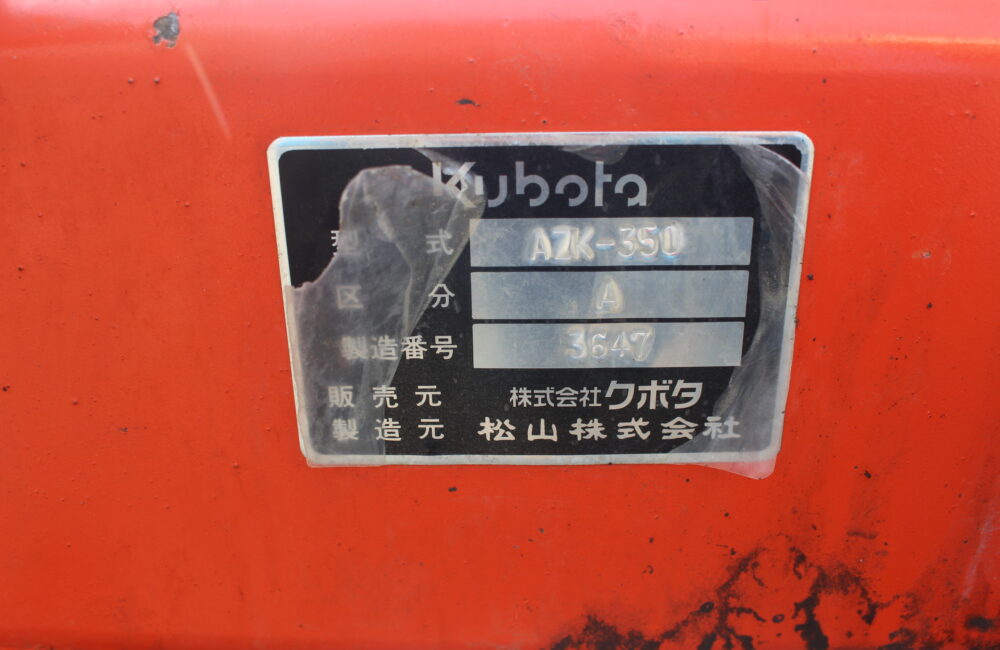 Kubota
型式 AZK-350
区分 A
製造番号 3647
販売元 株式会社クボタ
製造元 松山株式会社